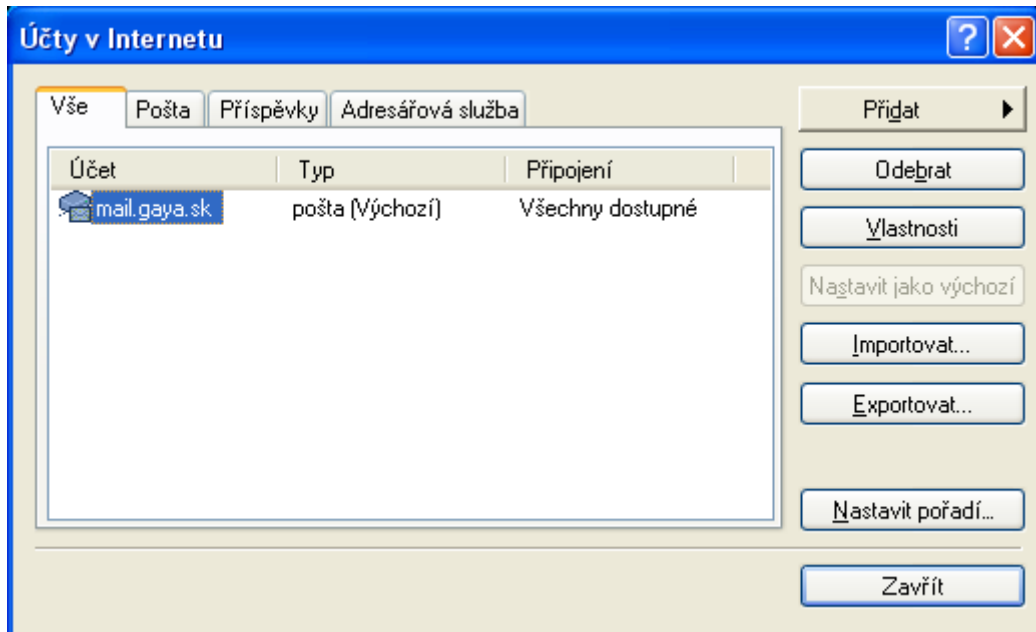 Účty v Internetu
Vše Pošta Příspěvky Adresářová služba
Účet Typ Připojení
mail.gaya.sk pošta (Výchozí) Všechny dostupné
Přidat
Odebrat
Vlastnosti
Nastavit jako výchozí
Importovat...
Exportovat...
Nastavit pořadí...
Zavřít